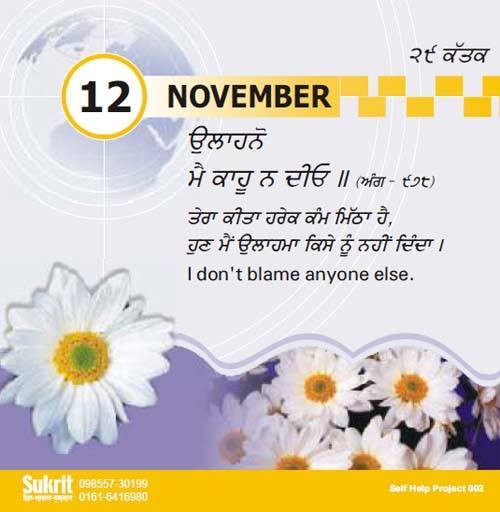 ੨੯ ਕੱਤਕ
12 NOVEMBER
ਉਲਾਹਨੋ
ਮੈ ਕਾਹੂ ਨ ਦੀਓ ॥ (ਅੰਗ - ੯੭੮)
ਤੇਰਾ ਕੀਤਾ ਹਰੇਕ ਕੰਮ ਮਿੱਠਾ ਹੈ,
ਹੁਣ ਮੈਂ ਉਲਾਹਮਾ ਕਿਸੇ ਨੂੰ ਨਹੀਂ ਦਿੰਦਾ ।
I don't blame anyone else.
Sukrit
098557-30199
0161-6416980
Self Help Project 002